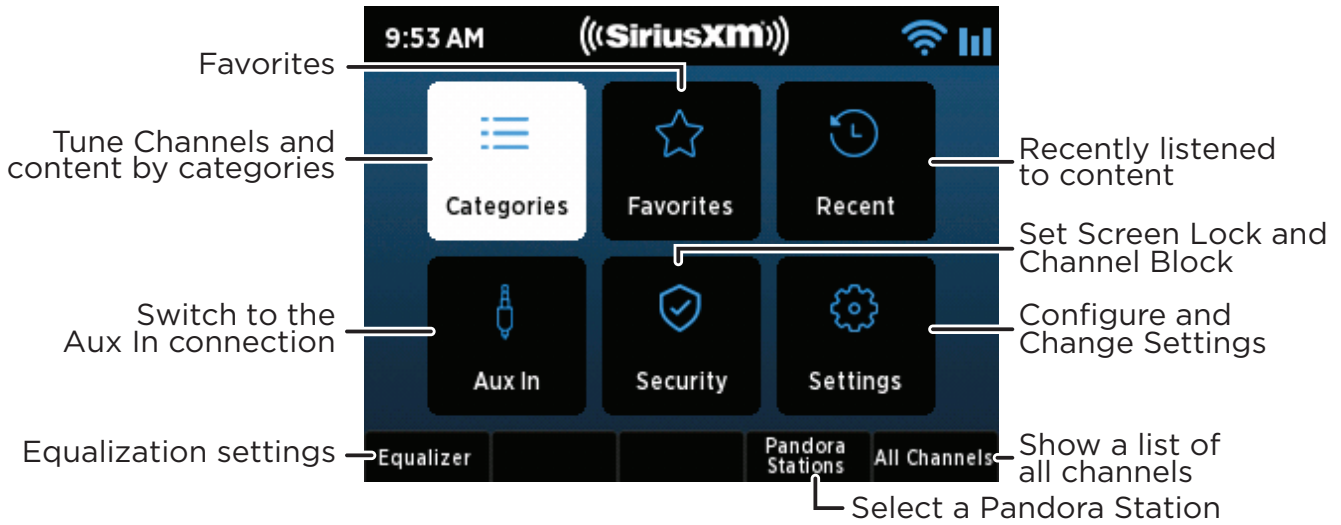 9:53 AM
((SiriusXM))
Favorites
Tune Channels and
content by categories
Categories
Favorites
Recent
Recently listened
to content
Set Screen Lock and
Channel Block
Switch to the
Aux In connection
Aux In
Security
Settings
Configure and
Change Settings
Equalization settings
Equalizer
Pandora
Stations
All Channels
Show a list of
all channels
Select a Pandora Station